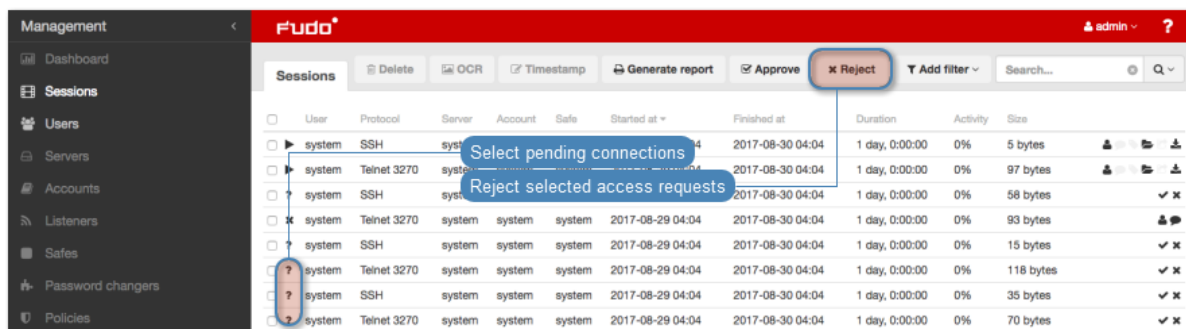 Management
FUDO
admin
?
Dashboard
Sessions
Users
Servers
Accounts
Listeners
Safes
Password changers
Policies
Sessions
Delete
OCR
Timestamp
Generate report
Approve
Reject
Add filter
Search...
User Protocol Server Account Safe Started at Finished at Duration Activity Size
system SSH 2017-08-30 04:04 1 day, 0:00:00 0% 5 bytes
system Telnet 3270 2017-08-30 04:04 1 day, 0:00:00 0% 97 bytes
? system SSH 2017-08-30 04:04 1 day, 0:00:00 0% 58 bytes
system Telnet 3270 system system system 2017-08-29 04:04 2017-08-30 04:04 1 day, 0:00:00 0% 93 bytes
? system SSH system system system 2017-08-29 04:04 2017-08-30 04:04 1 day, 0:00:00 0% 15 bytes
? system Telnet 3270 system system system 2017-08-29 04:04 2017-08-30 04:04 1 day, 0:00:00 0% 118 bytes
? system SSH system system system 2017-08-29 04:04 2017-08-30 04:04 1 day, 0:00:00 0% 35 bytes
? system Telnet 3270 system system system 2017-08-29 04:04 2017-08-30 04:04 1 day, 0:00:00 0% 70 bytes
Select pending connections
Reject selected access requests